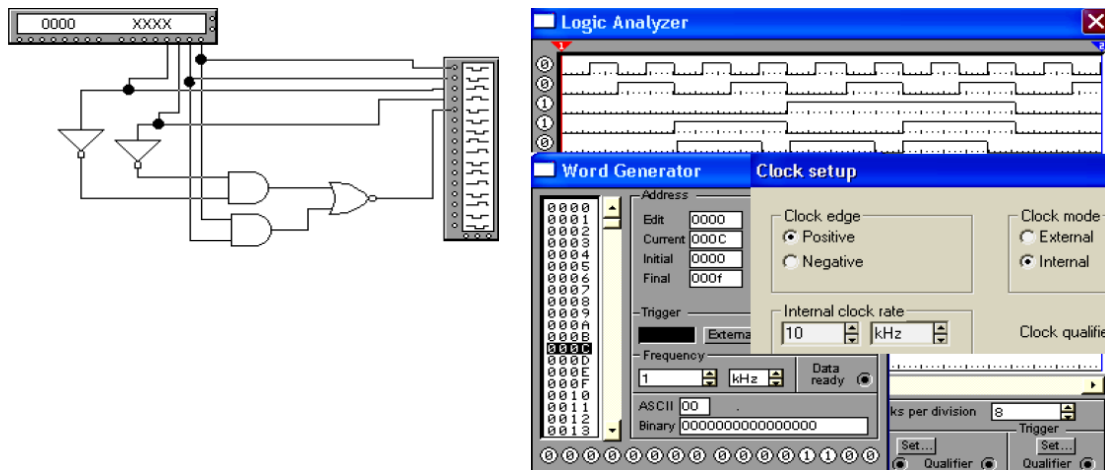 0000 XXXX
Logic Analyzer
1
2
0
0
1
1
0
Word Generator
0000
0001
0002
0003
0004
0005
0006
0007
0008
0009
000A
000B
000C
000D
000E
000F
0010
0011
0012
0013
Address
Edit 0000
Current 000C
Initial 0000
Final 000f
Trigger
Externa
Frequency
1 kHz
Data
ready
ASCII 00 .
Binary 0000000000000000
0 0 0 0 0 0 0 0 0 0 0 0 1 1 0 0
Clock setup
Clock edge
Positive
Negative
Clock mode
External
Internal
Internal clock rate
10 kHz
Clock qualifie
ks per division 8
Trigger
Set... Set...
Qualifier Qualifier